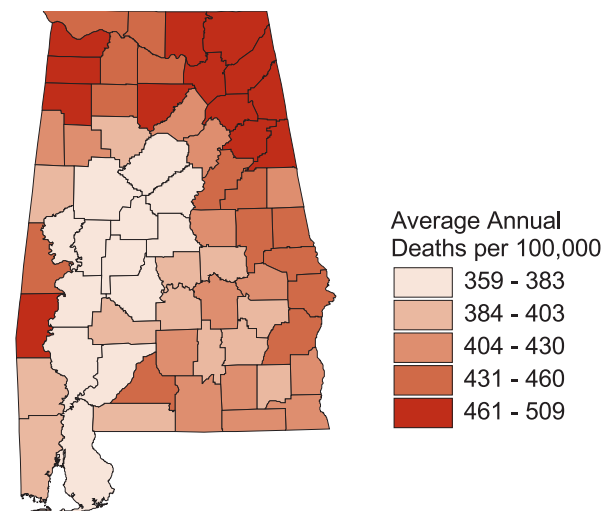 Average Annual
Deaths per 100,000
359 - 383
384 - 403
404 - 430
431 - 460
461 - 509